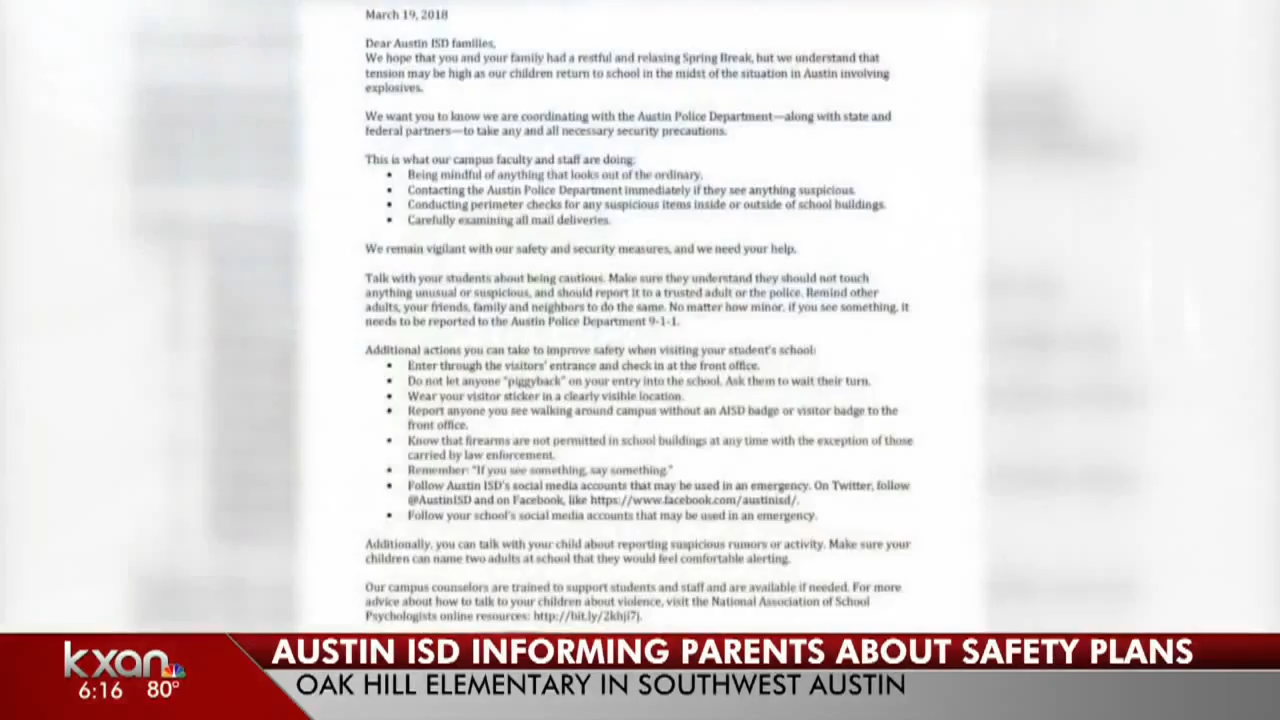 March 19, 2018
Dear Austin ISD families,
We hope that you and your family had a restful and relaxing Spring Break, but we understand that
tension may be high as our children return to school in the midst of the situation in Austin involving
explosives.
We want you to know we are coordinating with the Austin Police Department—along with state and
federal partners—to take any and all necessary security precautions.
This is what our campus faculty and staff are doing:
• Being mindful of anything that looks out of the ordinary.
• Contacting the Austin Police Department immediately if they see anything suspicious.
• Conducting perimeter checks for any suspicious items inside or outside of school buildings.
• Carefully examining all mail deliveries.
We remain vigilant with our safety and security measures, and we need your help.
Talk with your students about being cautious. Make sure they understand they should not touch
anything unusual or suspicious, and should report it to a trusted adult or the police. Remind other
adults, your friends, family and neighbors to do the same. No matter how minor, if you see something, it
needs to be reported to the Austin Police Department 9-1-1.
Additional actions you can take to improve safety when visiting your student's school:
• Enter through the visitors' entrance and check in at the front office.
• Do not let anyone "piggyback" on your entry into the school. Ask them to wait their turn.
• Wear your visitor sticker in a clearly visible location.
• Report anyone you see walking around campus without an AISD badge or visitor badge to the
front office.
• Know that firearms are not permitted in school buildings at any time with the exception of those
carried by law enforcement.
• Remember: "If you see something, say something."
• Follow Austin ISD's social media accounts that may be used in an emergency. On Twitter, follow
@AustinISD and on Facebook, like https://www.facebook.com/austinisd/.
• Follow your school's social media accounts that may be used in an emergency.
Additionally, you can talk with your child about reporting suspicious rumors or activity. Make sure your
children can name two adults at school that they would feel comfortable alerting.
Our campus counselors are trained to support students and staff and are available if needed. For more
advice about how to talk to your children about violence, visit the National Association of School
Psychologists online resources: http://bit.ly/2khji7j.
kxan
6:16 80°
AUSTIN ISD INFORMING PARENTS ABOUT SAFETY PLANS
OAK HILL ELEMENTARY IN SOUTHWEST AUSTIN